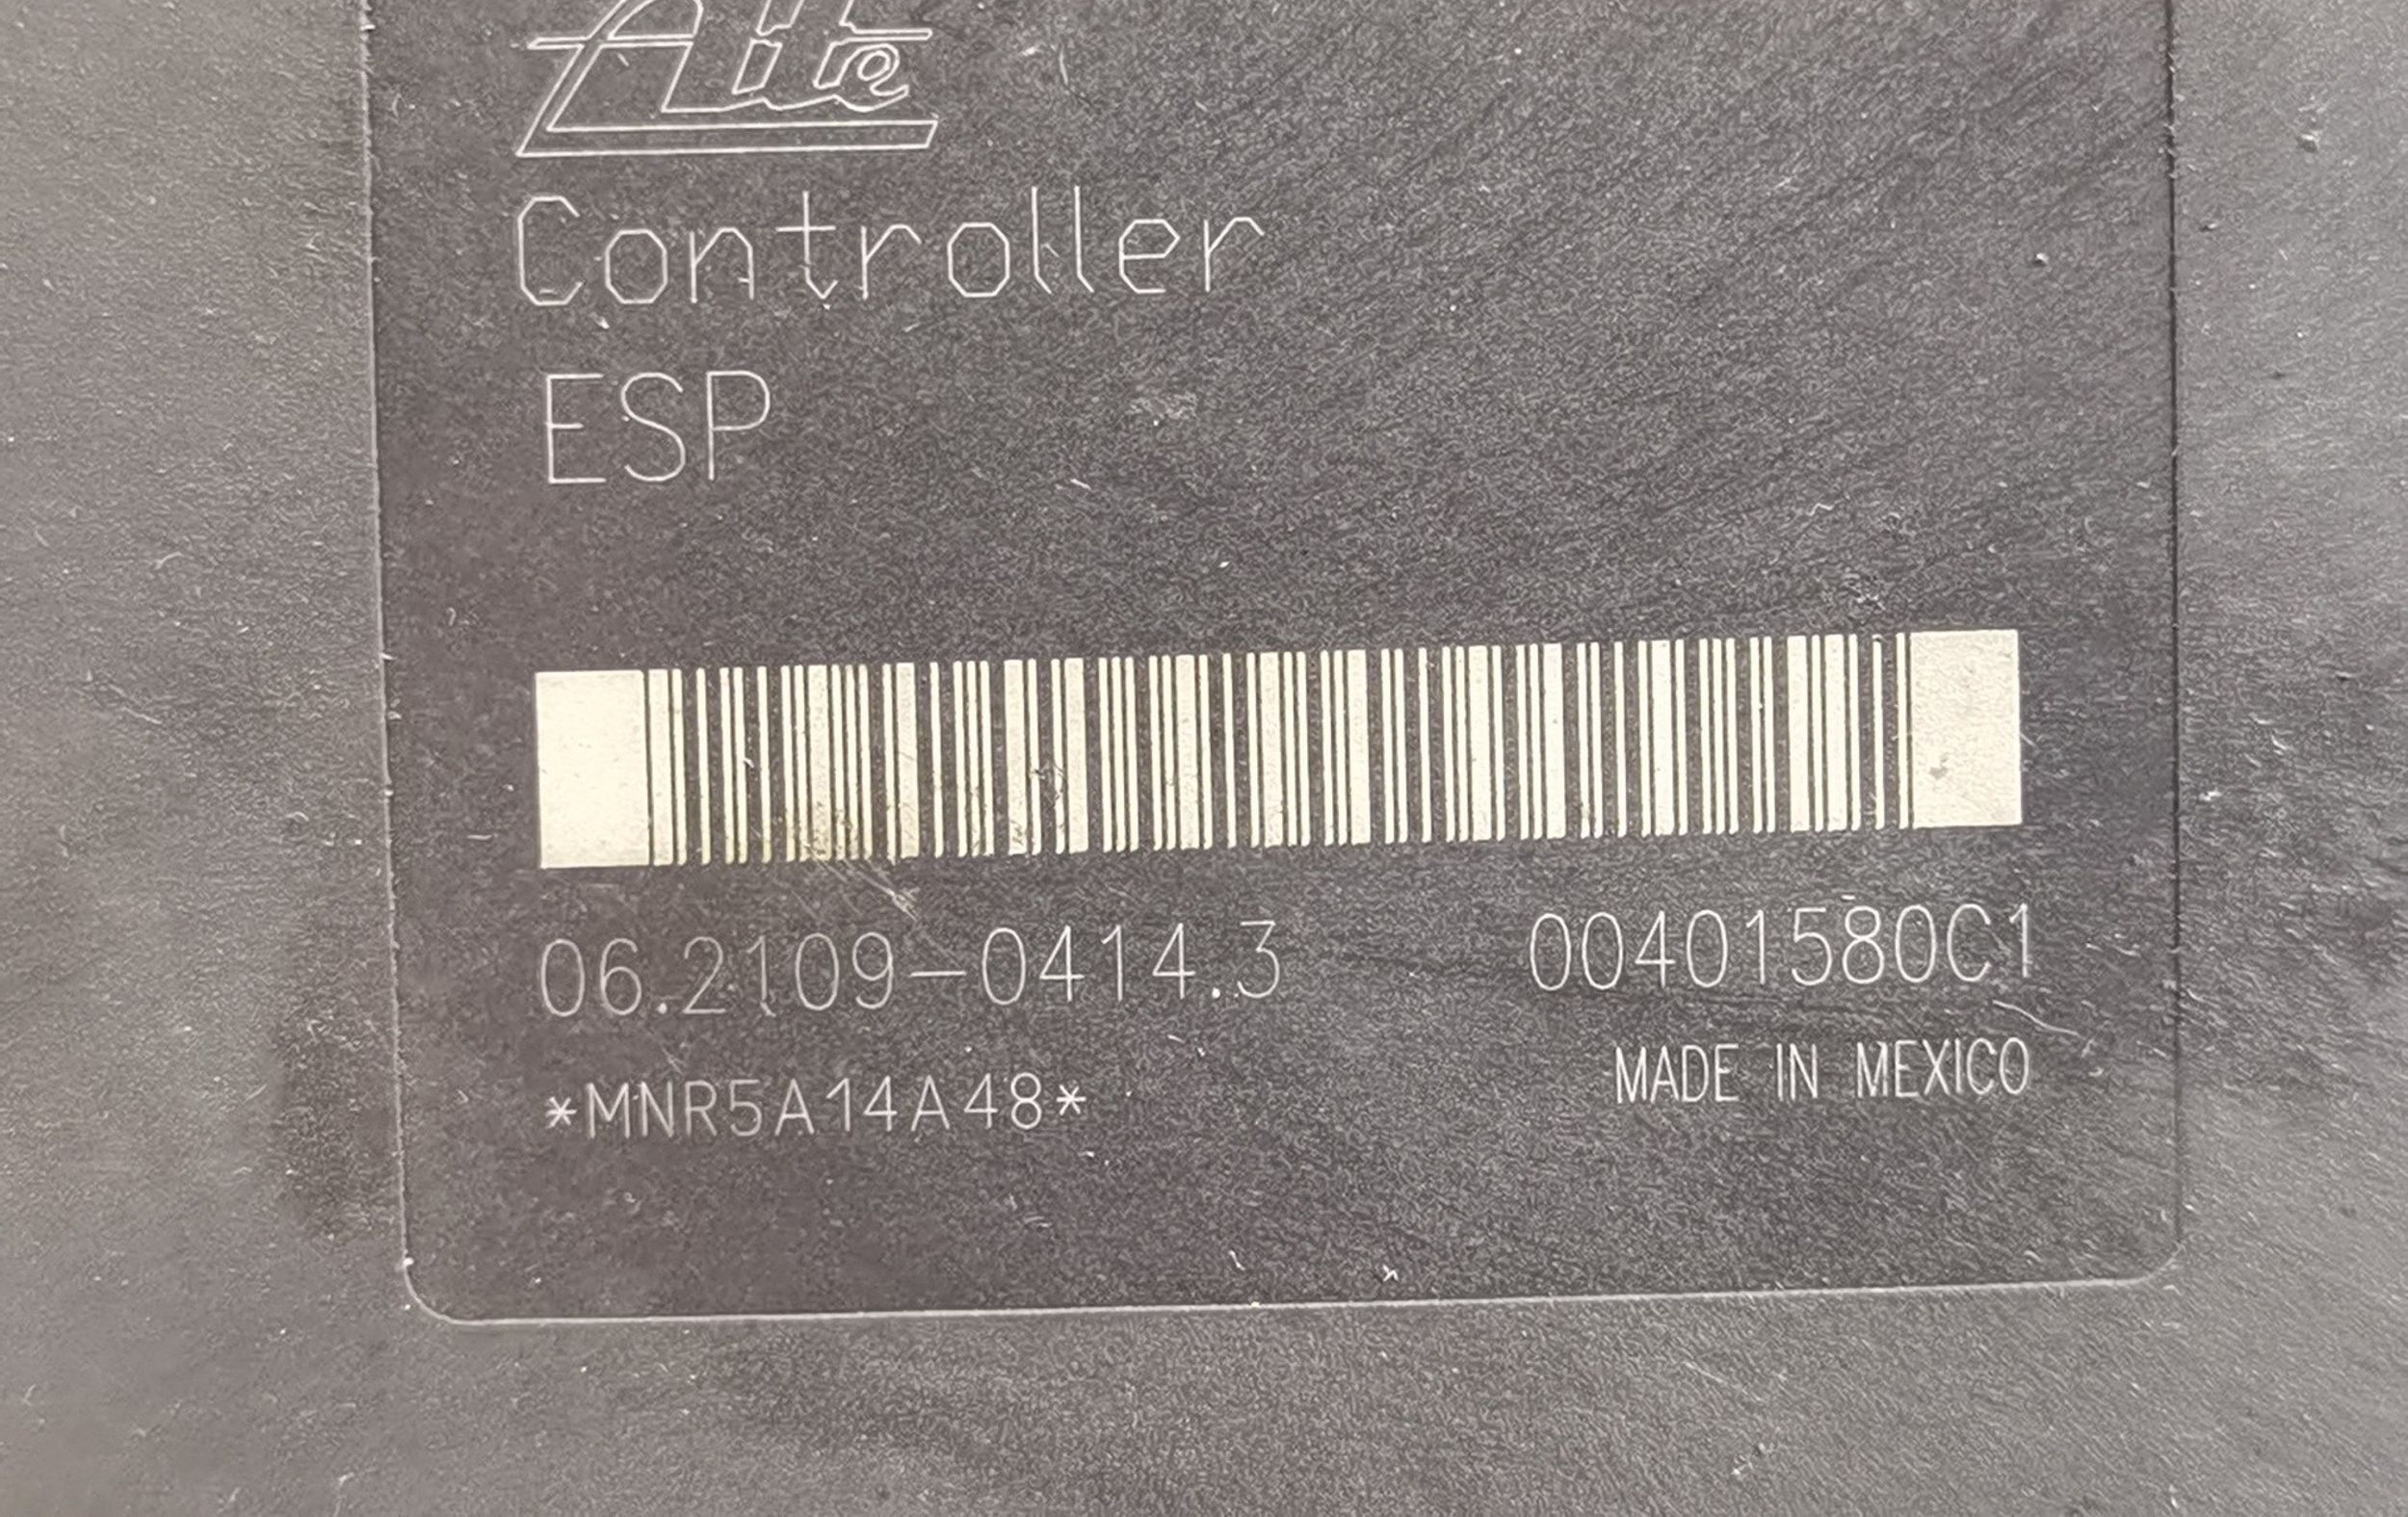 Ate
Controller
ESP
06.2109-0414.3 00401580C1
*MNR5A14A48* MADE IN MEXICO